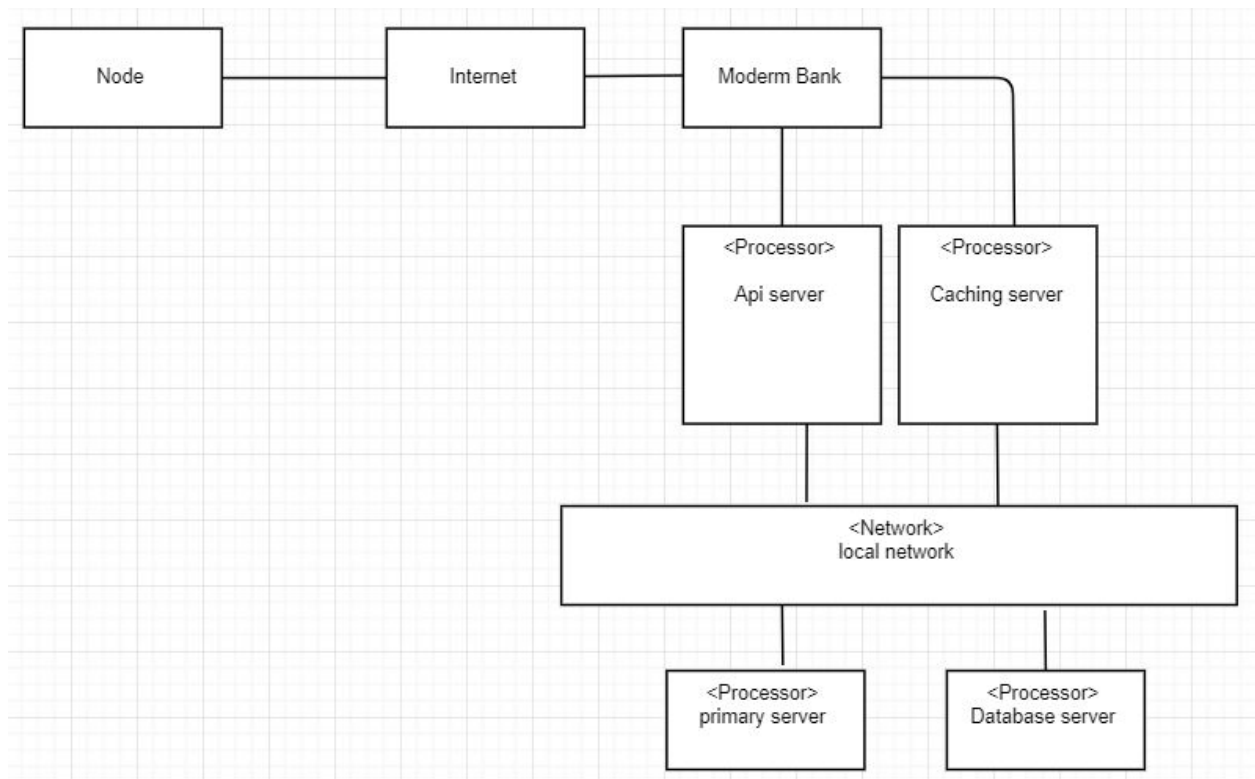 Node
Internet
Moderm Bank
<Processor>
Api server
<Processor>
Caching server
<Network>
local network
<Processor>
primary server
<Processor>
Database server